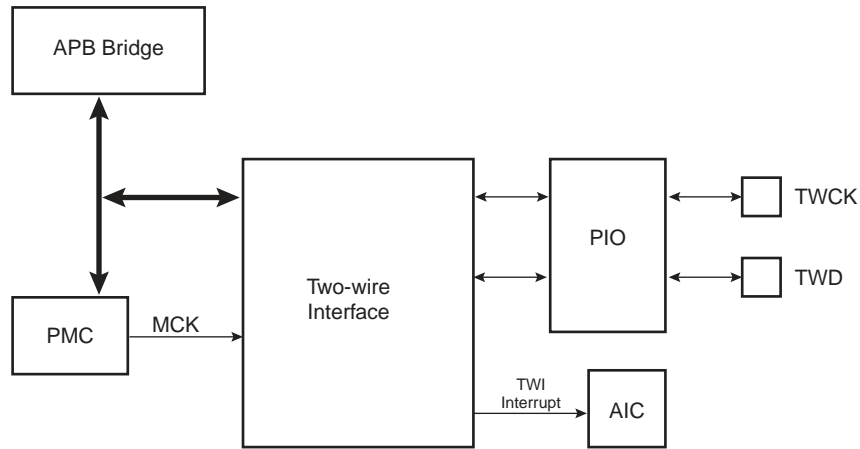 APB Bridge
TWCK
PIO
Two-wire
Interface
TWD
PMC
MCK
TWI
Interrupt
AIC